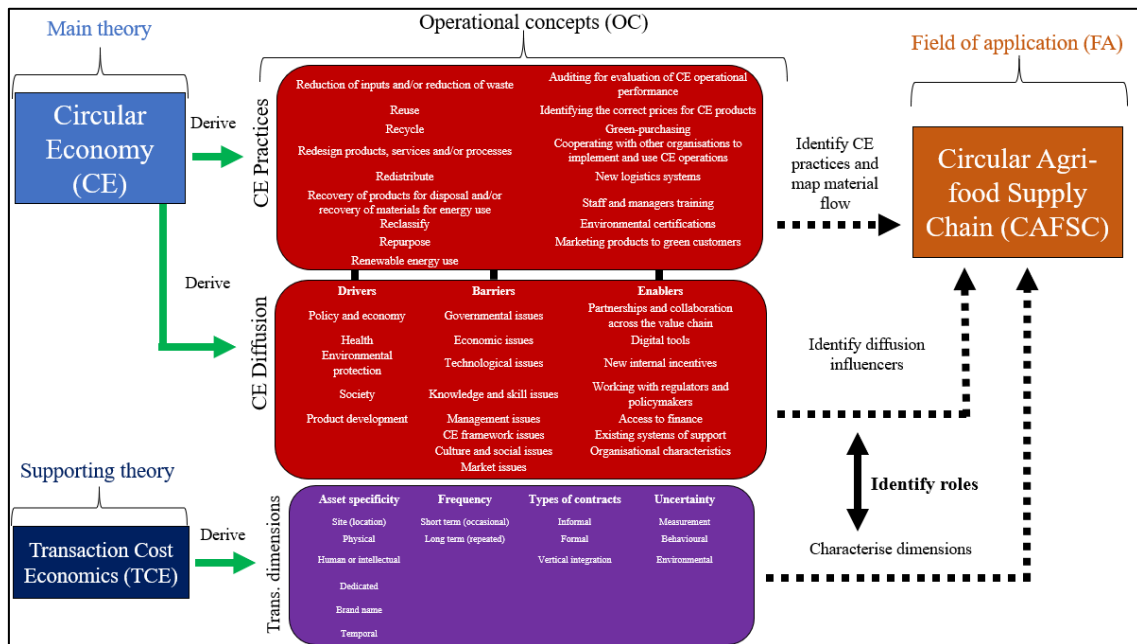 Main theory
Operational concepts (OC)
Field of application (FA)
Circular
Economy
(CE)
Derive
Derive
CE Practices
Reduction of inputs and/or reduction of waste
Reuse
Recycle
Redesign products, services and/or processes
Redistribute
Recovery of products for disposal and/or
recovery of materials for energy use
Reclassify
Repurpose
Renewable energy use
Auditing for evaluation of CE operational
performance
Identifying the correct prices for CE products
Green-purchasing
Cooperating with other organisations to
implement and use CE operations
New logistics systems
Staff and managers training
Environmental certifications
Marketing products to green customers
Identify CE
practices and
map material
flow
Circular Agri-
food Supply
Chain (CAFSC)
CE Diffusion
Drivers
Policy and economy
Health
Environmental
protection
Society
Product development
Barriers
Governmental issues
Economic issues
Technological issues
Knowledge and skill issues
Management issues
CE framework issues
Culture and social issues
Market issues
Enablers
Partnerships and collaboration
across the value chain
Digital tools
New internal incentives
Working with regulators and
policymakers
Access to finance
Existing systems of support
Organisational characteristics
Identify diffusion
influencers
Identify roles
Characterise dimensions
Supporting theory
Transaction Cost
Economics (TCE)
Derive
Trans. dimensions
Asset specificity
Site (location)
Physical
Human or intellectual
Dedicated
Brand name
Temporal
Frequency
Short term (occasional)
Long term (repeated)
Types of contracts
Informal
Formal
Vertical integration
Uncertainty
Measurement
Behavioural
Environmental